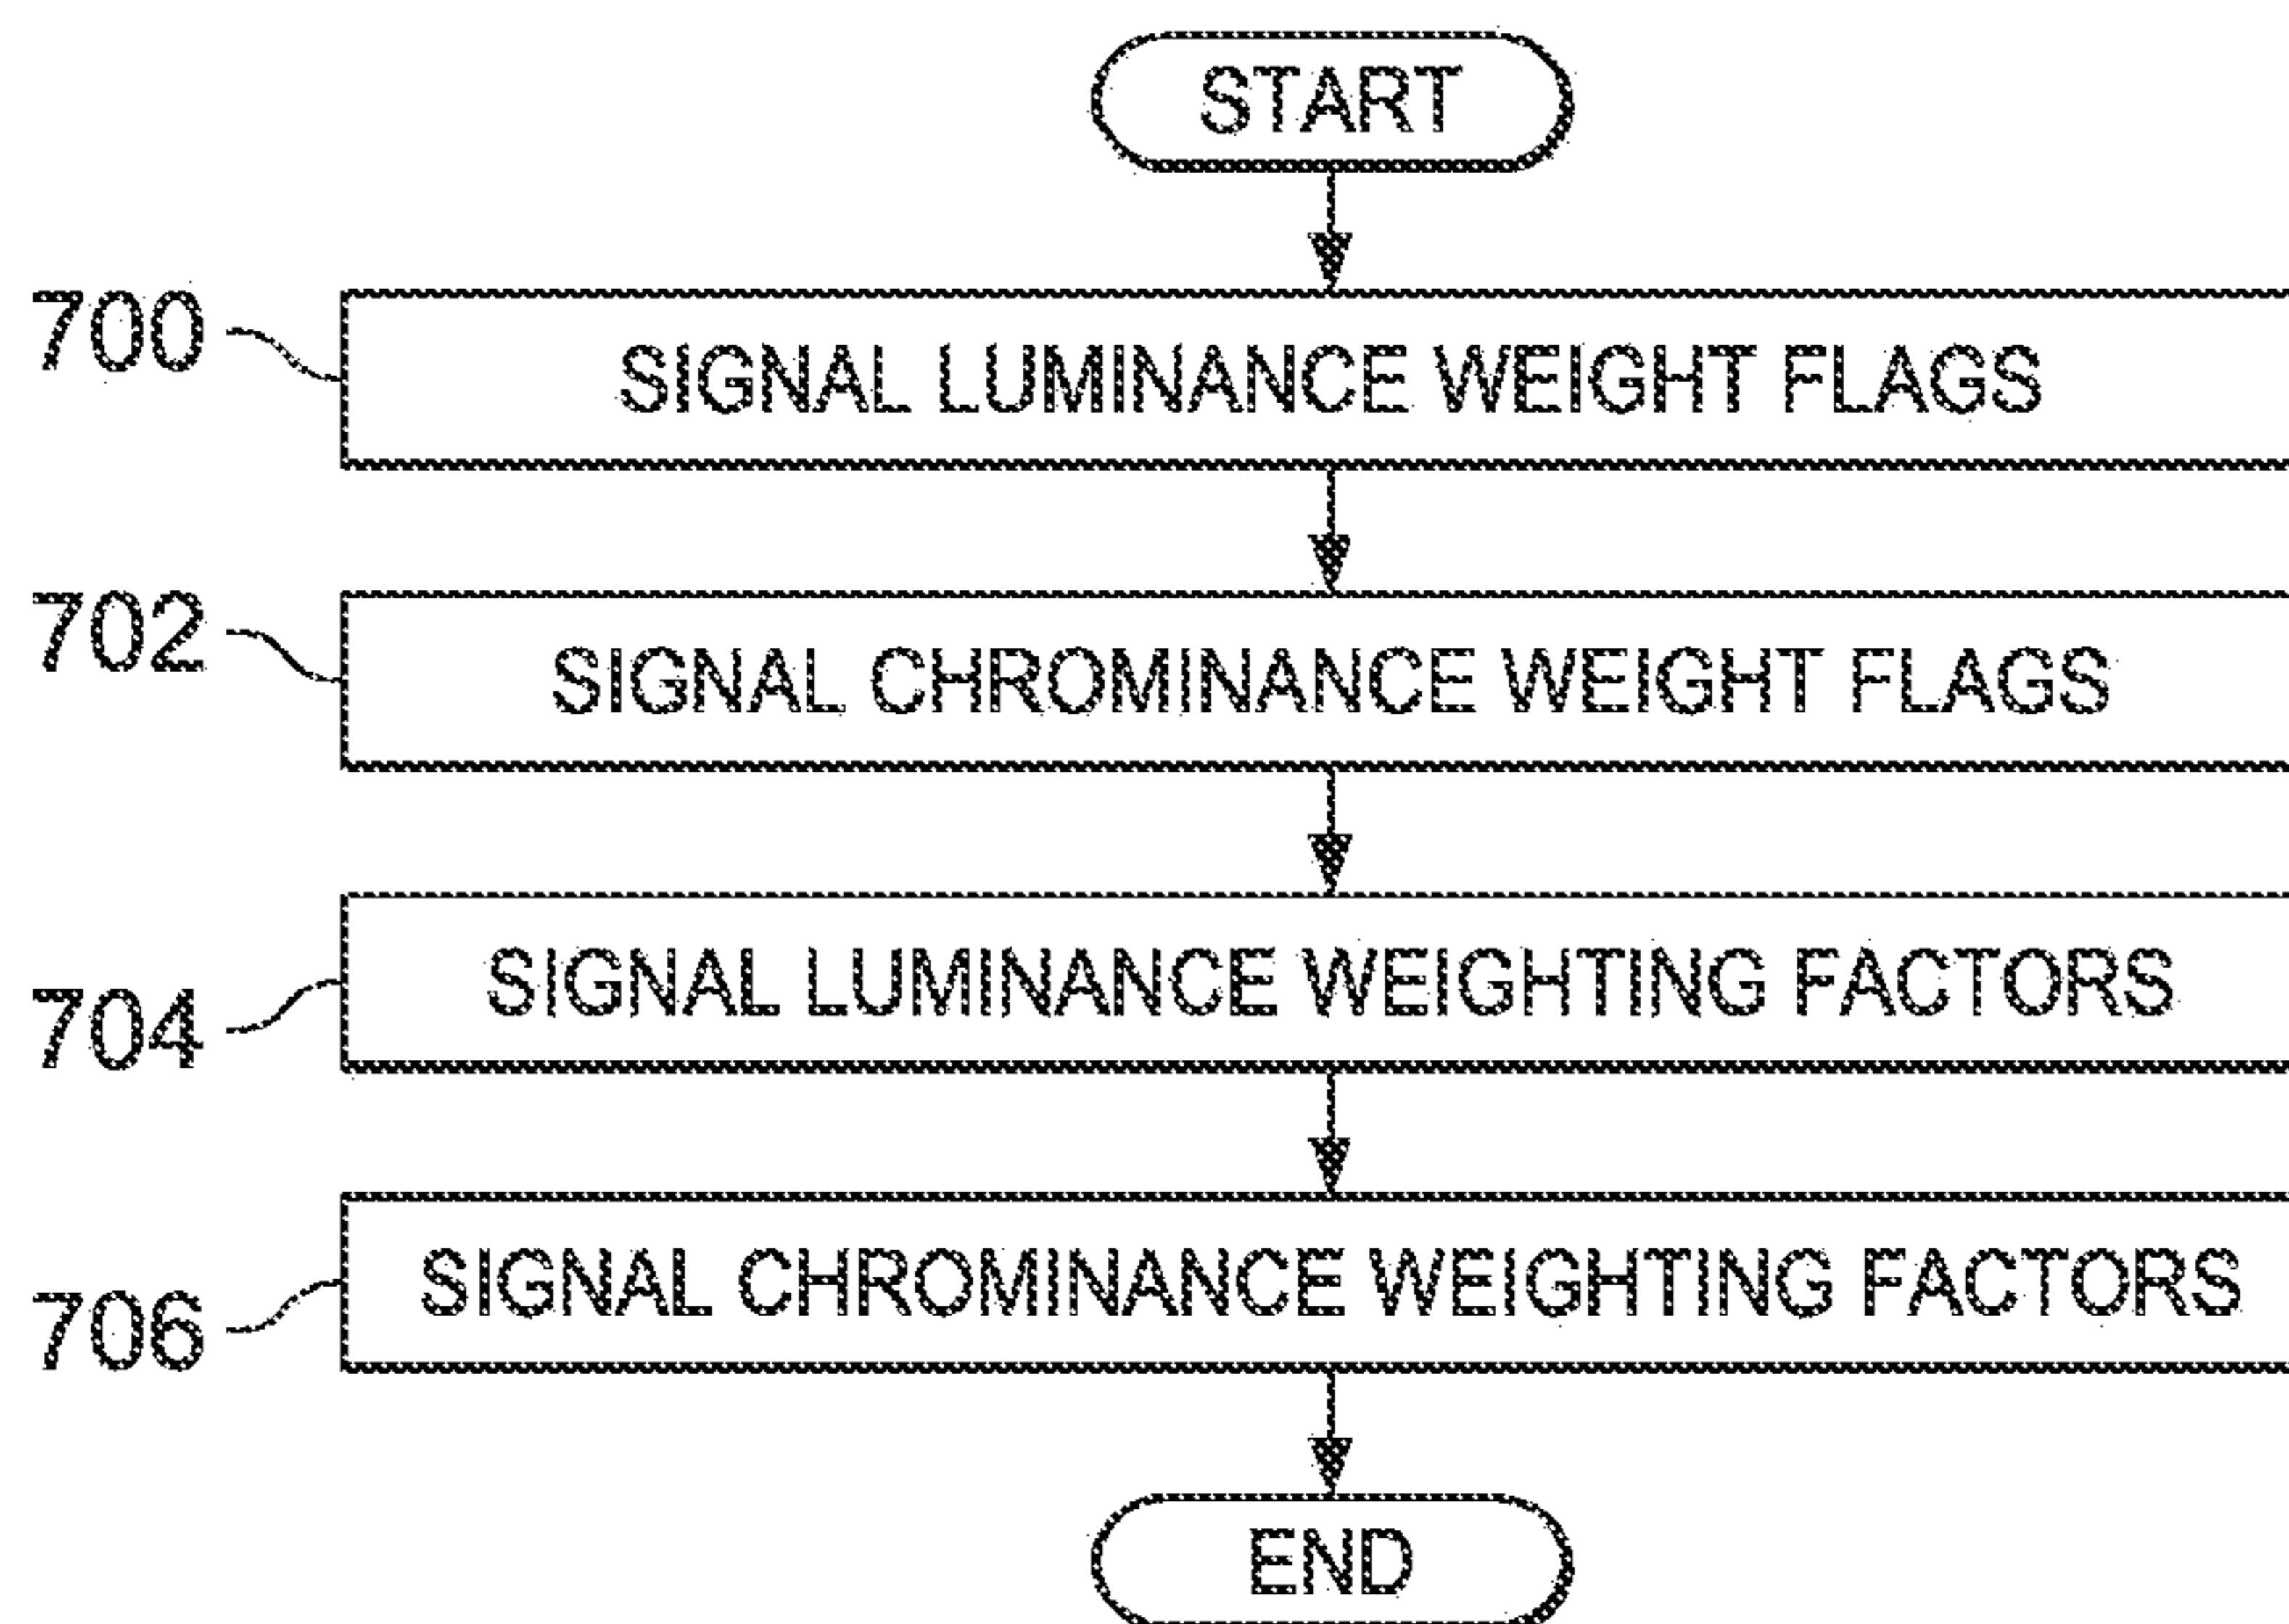 START
700 SIGNAL LUMINANCE WEIGHT FLAGS
702 SIGNAL CHROMINANCE WEIGHT FLAGS
704 SIGNAL LUMINANCE WEIGHTING FACTORS
706 SIGNAL CHROMINANCE WEIGHTING FACTORS
END